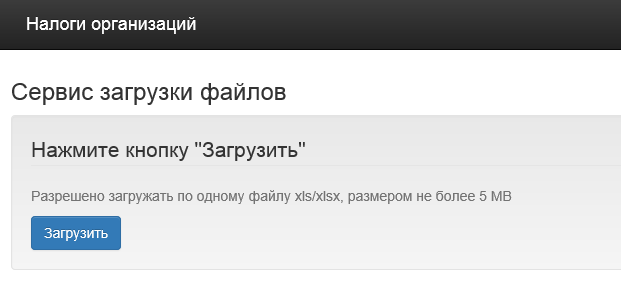 Налоги организаций
Сервис загрузки файлов
Нажмите кнопку "Загрузить"
Разрешено загружать по одному файлу xls/xlsx, размером не более 5 MB
Загрузить